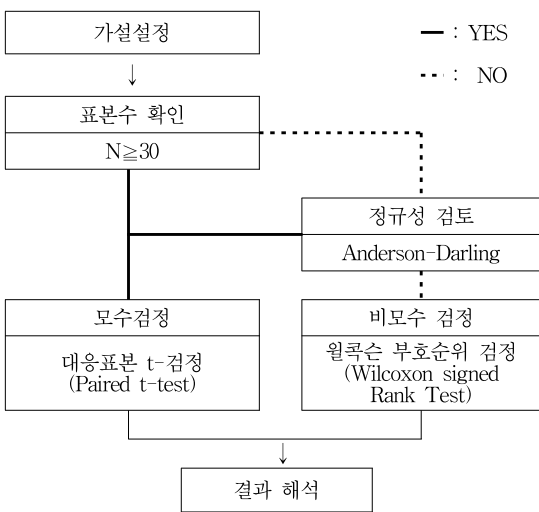 가설설정
: YES
: NO
표본수 확인
N≧30
정규성 검토
Anderson-Darling
모수검정
대응표본 t-검정
(Paired t-test)
비모수 검정
윌콕슨 부호순위 검정
(Wilcoxon signed
Rank Test)
결과 해석